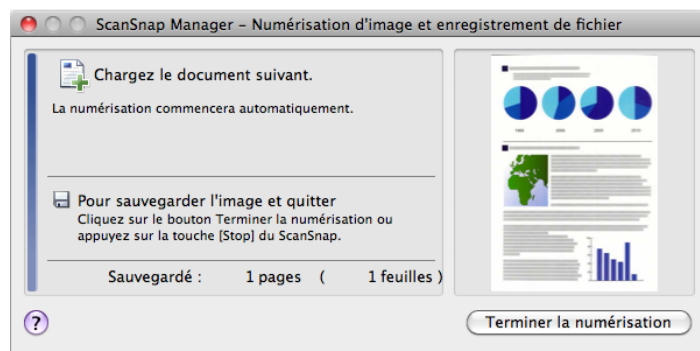 ScanSnap Manager – Numérisation d'image et enregistrement de fichier
Chargez le document suivant.
La numérisation commencera automatiquement.
Pour sauvegarder l'image et quitter
Cliquez sur le bouton Terminer la numérisation ou
appuyez sur la touche [Stop] du ScanSnap.
Sauvegardé : 1 pages ( 1 feuilles )
?
Terminer la numérisation